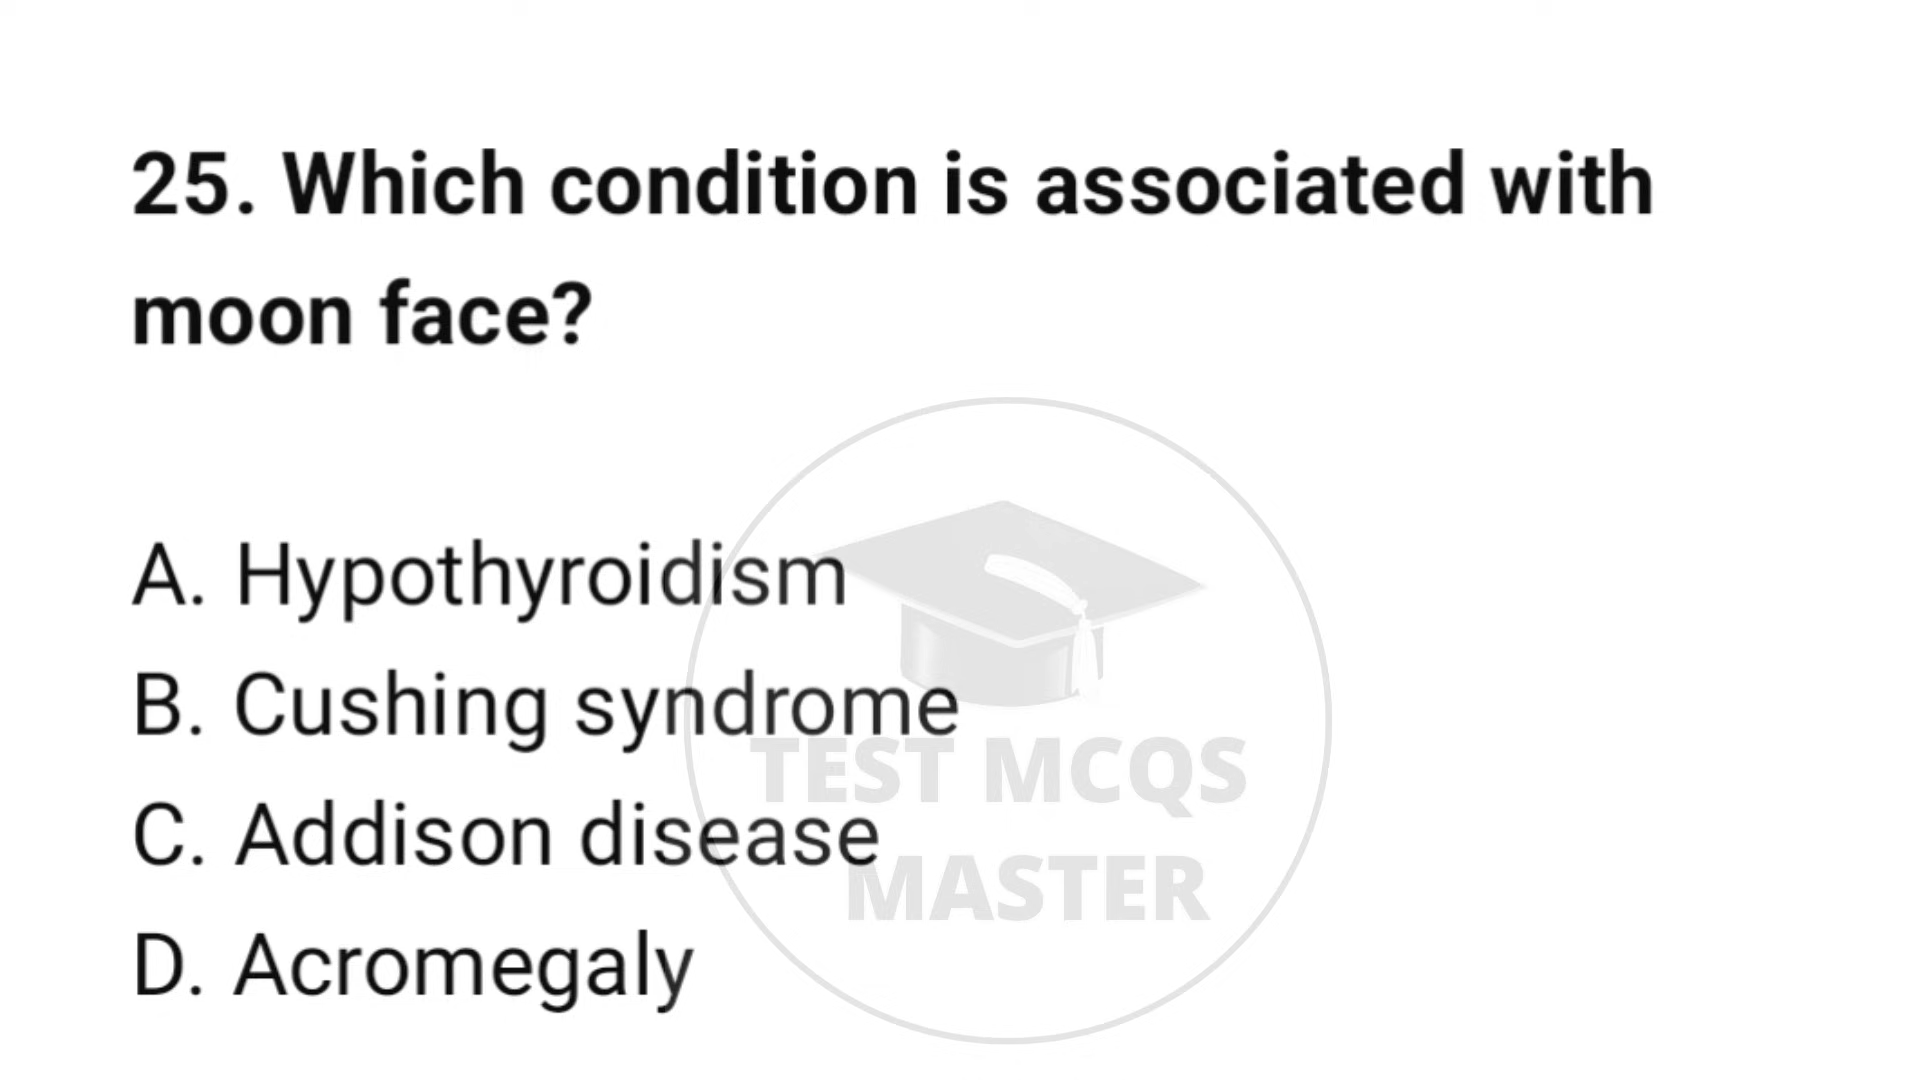 25. Which condition is associated with
moon face?
A. Hypothyroidism
B. Cushing syndrome
C. Addison disease
D. Acromegaly
TEST MCQS
MASTER